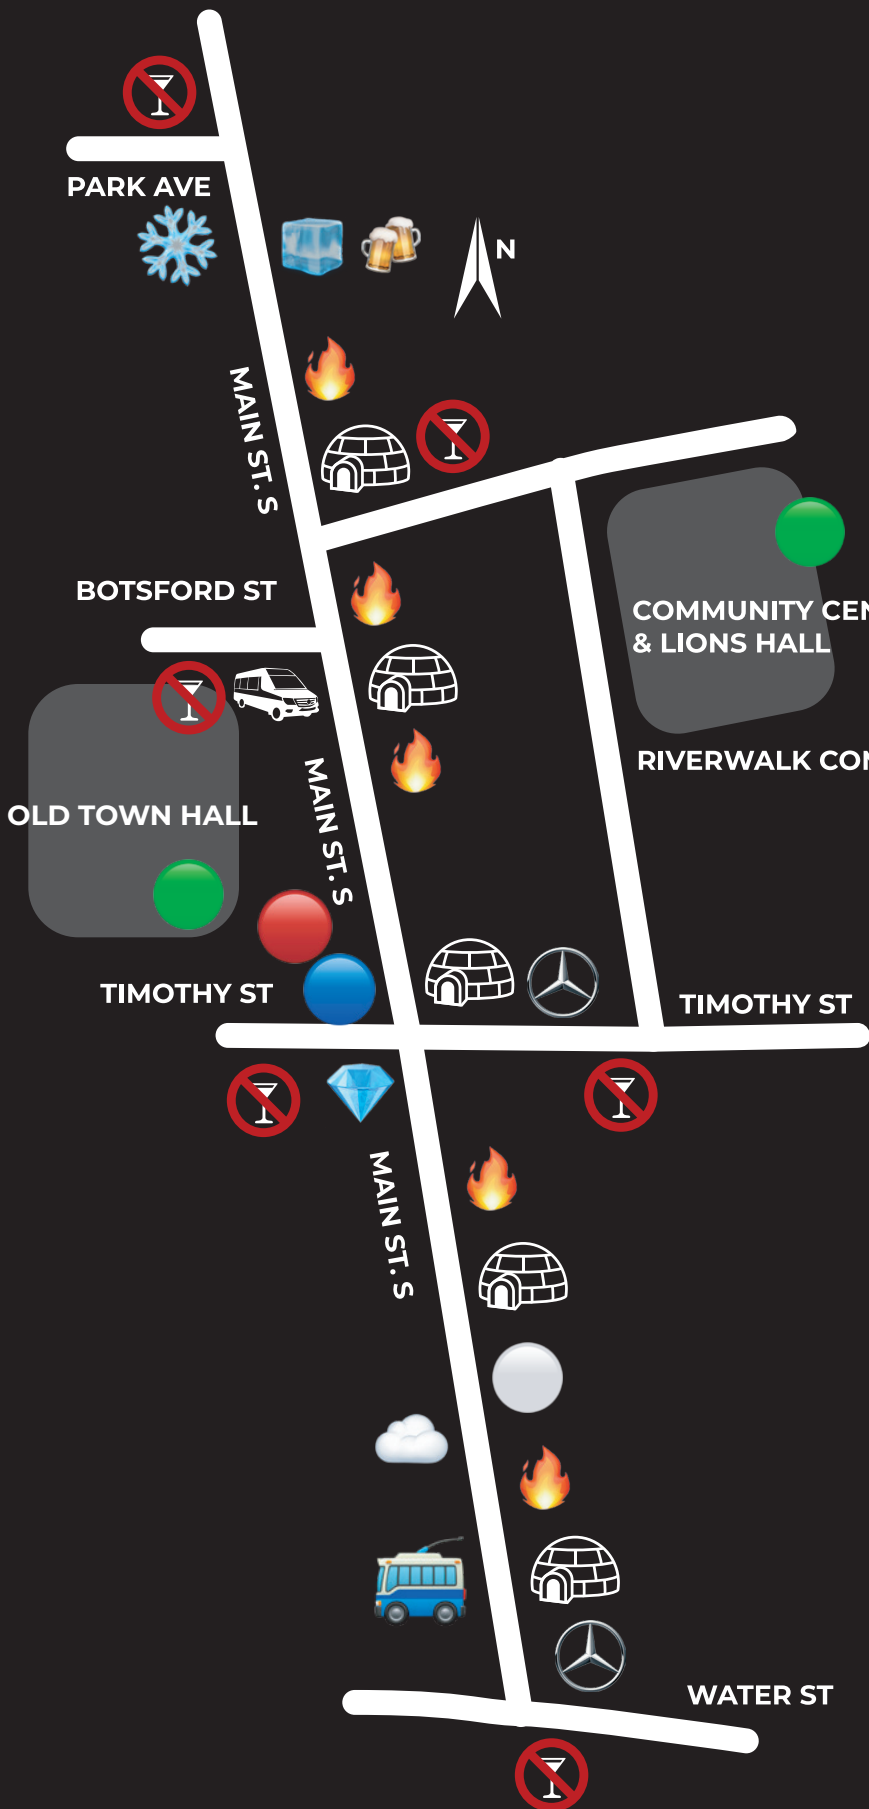 PARK AVE
N
MAIN ST. S
BOTSFORD ST
COMMUNITY CEN
& LIONS HALL
RIVERWALK COM
MAIN ST. S
OLD TOWN HALL
TIMOTHY ST
TIMOTHY ST
MAIN ST. S
WATER ST